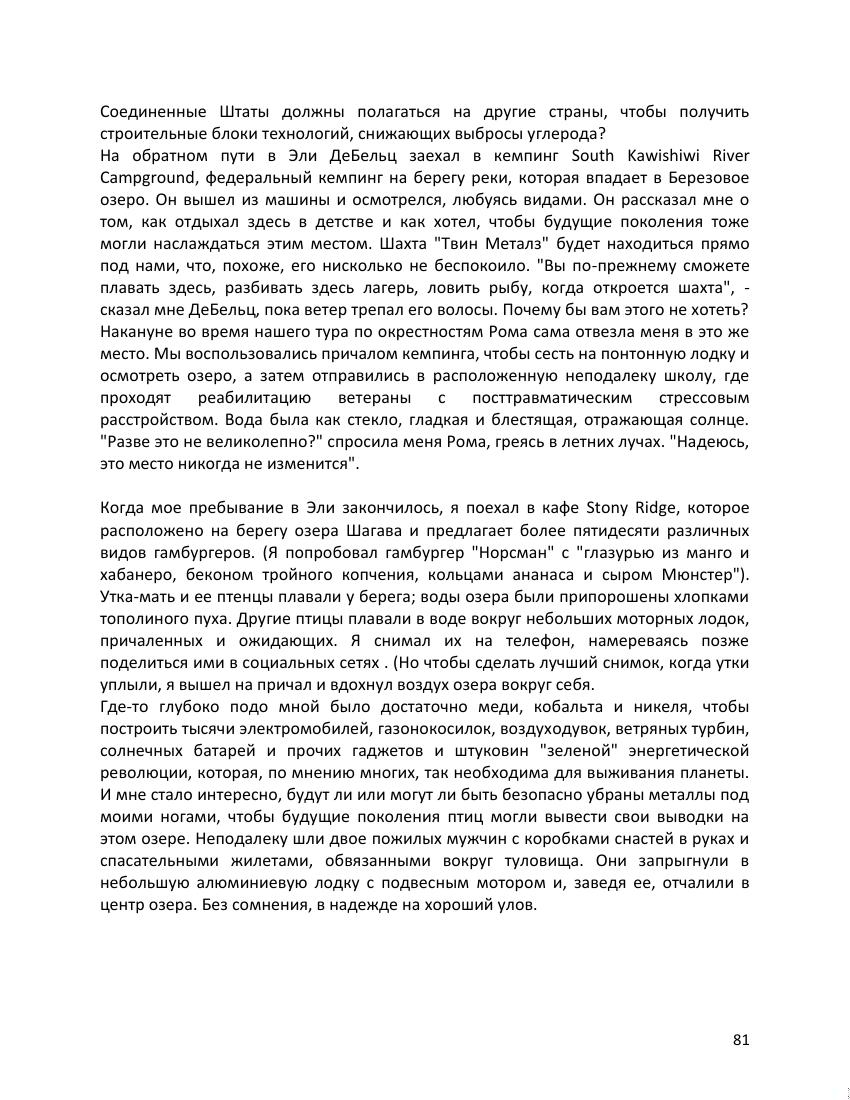 Соединенные Штаты должны полагаться на другие страны, чтобы получить
строительные блоки технологий, снижающих выбросы углерода?
На обратном пути в Эли ДеБельц заехал в кемпинг South Kawishiwi River
Campground, федеральный кемпинг на берегу реки, которая впадает в Березовое
озеро. Он вышел из машины и осмотрелся, любуясь видами. Он рассказал мне о
том, как отдыхал здесь в детстве и как хотел, чтобы будущие поколения тоже
могли наслаждаться этим местом. Шахта "Твин Металз" будет находиться прямо
под нами, что, похоже, его нисколько не беспокоило. "Вы по-прежнему сможете
плавать здесь, разбивать здесь лагерь, ловить рыбу, когда откроется шахта", -
сказал мне ДеБельц, пока ветер трепал его волосы. Почему бы вам этого не хотеть?
Накануне во время нашего тура по окрестностям Рома сама отвезла меня в это же
место. Мы воспользовались причалом кемпинга, чтобы сесть на понтонную лодку и
осмотреть озеро, а затем отправились в расположенную неподалеку школу, где
проходят реабилитацию ветераны с посттравматическим стрессовым
расстройством. Вода была как стекло, гладкая и блестящая, отражающая солнце.
"Разве это не великолепно?" спросила меня Рома, греясь в летних лучах. "Надеюсь,
это место никогда не изменится".
Когда мое пребывание в Эли закончилось, я поехал в кафе Stony Ridge, которое
расположено на берегу озера Шагава и предлагает более пятидесяти различных
видов гамбургеров. (Я попробовал гамбургер "Норсман" с "глазурью из манго и
хабанеро, беконом тройного копчения, кольцами ананаса и сыром Мюнстер").
Утка-мать и ее птенцы плавали у берега; воды озера были припорошены хлопками
тополиного пуха. Другие птицы плавали в воде вокруг небольших моторных лодок,
причаленных и ожидающих. Я снимал их на телефон, намереваясь позже
поделиться ими в социальных сетях . (Но чтобы сделать лучший снимок, когда утки
уплыли, я вышел на причал и вдохнул воздух озера вокруг себя.
Где-то глубоко подо мной было достаточно меди, кобальта и никеля, чтобы
построить тысячи электромобилей, газонокосилок, воздуходувок, ветряных турбин,
солнечных батарей и прочих гаджетов и штуковин "зеленой" энергетической
революции, которая, по мнению многих, так необходима для выживания планеты.
И мне стало интересно, будут ли или могут ли быть безопасно убраны металлы под
моими ногами, чтобы будущие поколения птиц могли вывести свои выводки на
этом озере. Неподалеку шли двое пожилых мужчин с коробками снастей в руках и
спасательными жилетами, обвязанными вокруг туловища. Они запрыгнули в
небольшую алюминиевую лодку с подвесным мотором и, заведя ее, отчалили в
центр озера. Без сомнения, в надежде на хороший улов.
81